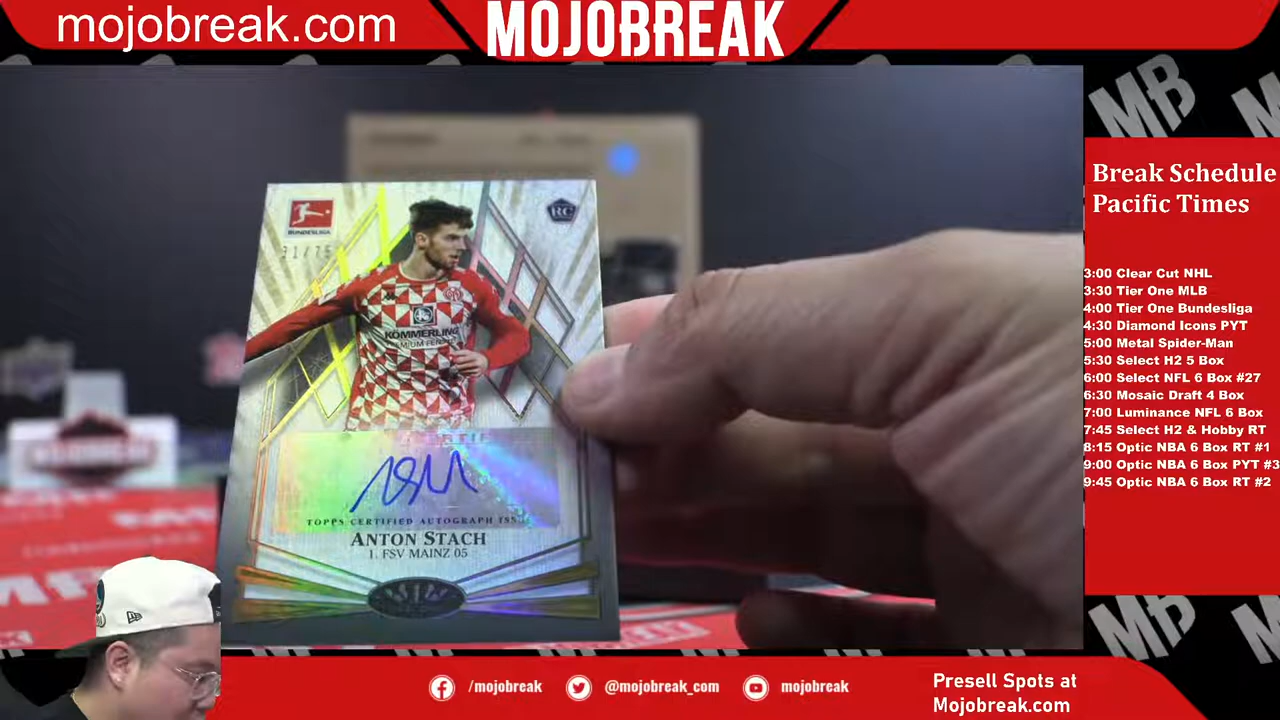 mojobreak.com
MOJOBREAK
MB
Break Schedule
Pacific Times
3:00 Clear Cut NHL
3:30 Tier One MLB
4:00 Tier One Bundesliga
4:30 Diamond Icons PYT
5:00 Metal Spider-Man
5:30 Select H2 5 Box
6:00 Select NFL 6 Box #27
6:30 Mosaic Draft 4 Box
7:00 Luminance NFL 6 Box
7:45 Select H2 & Hobby RT
8:15 Optic NBA 6 Box RT #1
9:00 Optic NBA 6 Box PYT #3
9:45 Optic NBA 6 Box RT #2
BUNDESLIGA
RC
31/75
KÖMMERLING
TOPPS CERTIFIED AUTOGRAPH ISSUE
ANTON STACH
1. FSV MAINZ 05
MB
/mojobreak
@mojobreak_com
mojobreak
Presell Spots at
Mojobreak.com